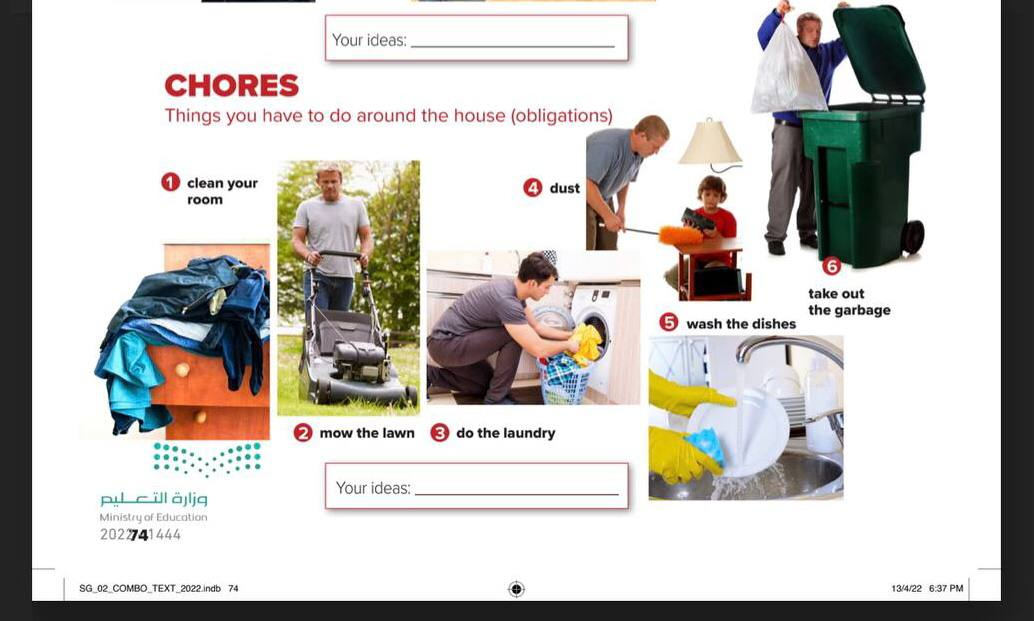 Your ideas:
CHORES
Things you have to do around the house (obligations)
1 clean your
room
4 dust
6
take out
the garbage
5 wash the dishes
2 mow the lawn
3 do the laundry
Your ideas:
وزارة التعليم
Ministry of Education
2022 74 1444
SG_02_COMBO_TEXT_2022.indb 74
13/4/22 6:37 PM